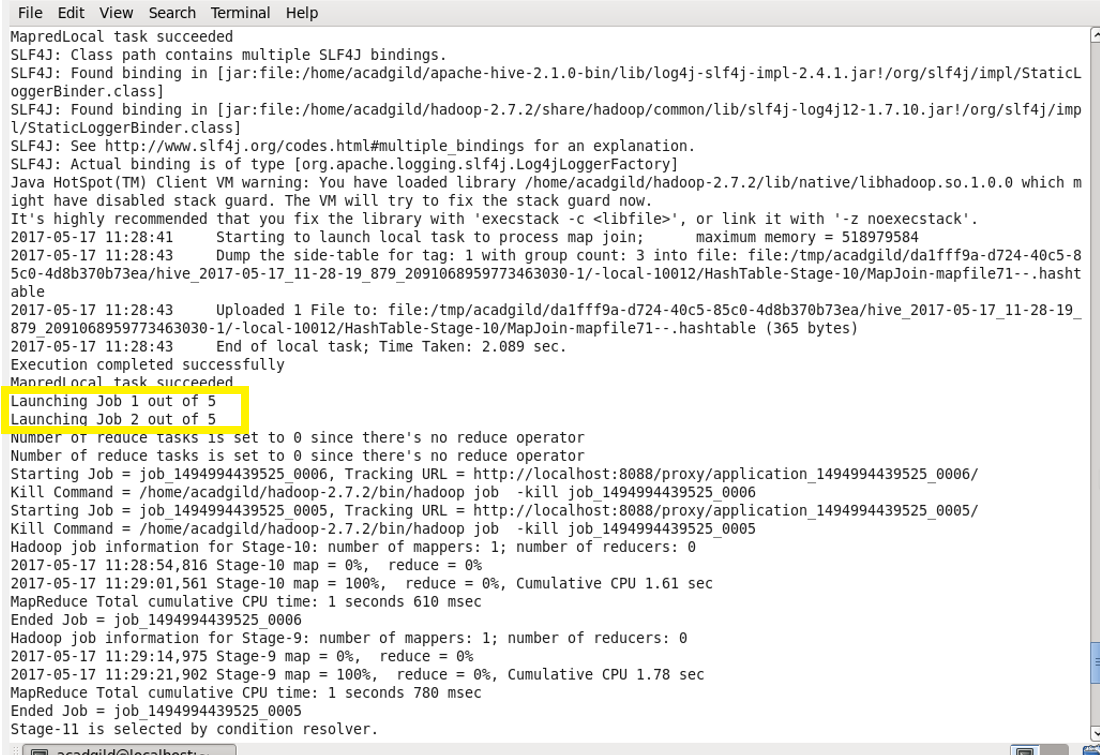 File Edit View Search Terminal Help
MapredLocal task succeeded
SLF4J: Class path contains multiple SLF4J bindings.
SLF4J: Found binding in [jar:file:/home/acadgild/apache-hive-2.1.0-bin/lib/log4j-slf4j-impl-2.4.1.jar!/org/slf4j/impl/StaticL
oggerBinder.class]
SLF4J: Found binding in [jar:file:/home/acadgild/hadoop-2.7.2/share/hadoop/common/lib/slf4j-log4j12-1.7.10.jar!/org/slf4j/imp
l/StaticLoggerBinder.class]
SLF4J: See http://www.slf4j.org/codes.html#multiple_bindings for an explanation.
SLF4J: Actual binding is of type [org.apache.logging.slf4j.Log4jLoggerFactory]
Java HotSpot(TM) Client VM warning: You have loaded library /home/acadgild/hadoop-2.7.2/lib/native/libhadoop.so.1.0.0 which m
ight have disabled stack guard. The VM will try to fix the stack guard now.
It's highly recommended that you fix the library with 'execstack -c <libfile>', or link it with '-z noexecstack'.
2017-05-17 11:28:41     Starting to launch local task to process map join;      maximum memory = 518979584
2017-05-17 11:28:43     Dump the side-table for tag: 1 with group count: 3 into file: file:/tmp/acadgild/da1fff9a-d724-40c5-8
5c0-4d8b370b73ea/hive_2017-05-17_11-28-19_879_2091068959773463030-1/-local-10012/HashTable-Stage-10/MapJoin-mapfile71--.hasht
able
2017-05-17 11:28:43     Uploaded 1 File to: file:/tmp/acadgild/da1fff9a-d724-40c5-85c0-4d8b370b73ea/hive_2017-05-17_11-28-19_
879_2091068959773463030-1/-local-10012/HashTable-Stage-10/MapJoin-mapfile71--.hashtable (365 bytes)
2017-05-17 11:28:43     End of local task; Time Taken: 2.089 sec.
Execution completed successfully
MapredLocal task succeeded
Launching Job 1 out of 5
Launching Job 2 out of 5
Number of reduce tasks is set to 0 since there's no reduce operator
Number of reduce tasks is set to 0 since there's no reduce operator
Starting Job = job_1494994439525_0006, Tracking URL = http://localhost:8088/proxy/application_1494994439525_0006/
Kill Command = /home/acadgild/hadoop-2.7.2/bin/hadoop job  -kill job_1494994439525_0006
Starting Job = job_1494994439525_0005, Tracking URL = http://localhost:8088/proxy/application_1494994439525_0005/
Kill Command = /home/acadgild/hadoop-2.7.2/bin/hadoop job  -kill job_1494994439525_0005
Hadoop job information for Stage-10: number of mappers: 1; number of reducers: 0
2017-05-17 11:28:54,816 Stage-10 map = 0%,  reduce = 0%
2017-05-17 11:29:01,561 Stage-10 map = 100%,  reduce = 0%, Cumulative CPU 1.61 sec
MapReduce Total cumulative CPU time: 1 seconds 610 msec
Ended Job = job_1494994439525_0006
Hadoop job information for Stage-9: number of mappers: 1; number of reducers: 0
2017-05-17 11:29:14,975 Stage-9 map = 0%,  reduce = 0%
2017-05-17 11:29:21,902 Stage-9 map = 100%,  reduce = 0%, Cumulative CPU 1.78 sec
MapReduce Total cumulative CPU time: 1 seconds 780 msec
Ended Job = job_1494994439525_0005
Stage-11 is selected by condition resolver.